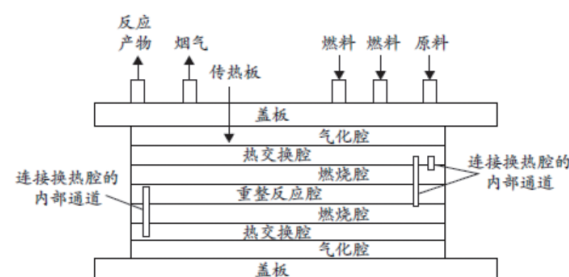 反应
产物
烟气
燃料
燃料
原料
传热板
盖板
气化腔
热交换腔
燃烧腔
重整反应腔
燃烧腔
热交换腔
气化腔
盖板
连接换热腔的
内部通道
连接换热腔的
内部通道